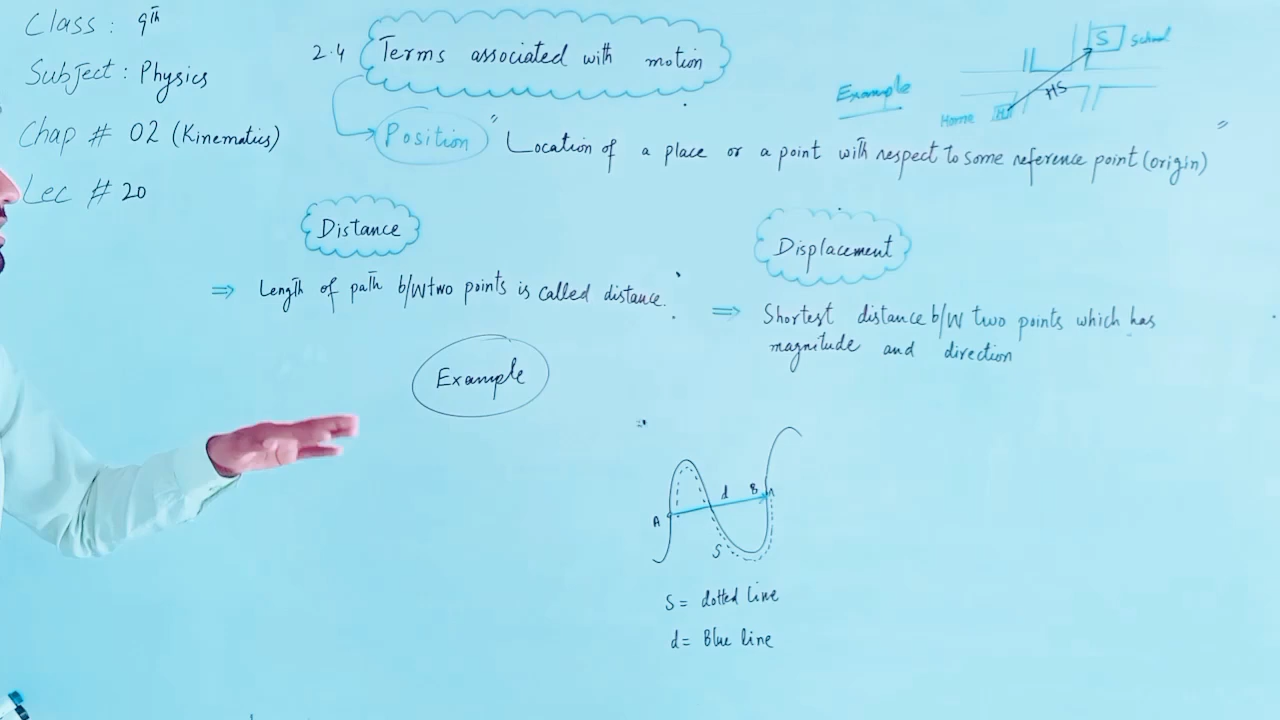 Class : 9th
Subject : Physics
Chap # 02 (Kinematics)
Lec # 20
2.4 Terms associated with motion
Example
S School
HS
Home H
Position " Location of a place or a point with respect to some reference point (origin) "
Distance
⇒ Length of path b/W two points is called distance.
Displacement
⇒ Shortest distance b/W two points which has
magnitude and direction
Example
A d B
S
S = dotted line
d = Blue line